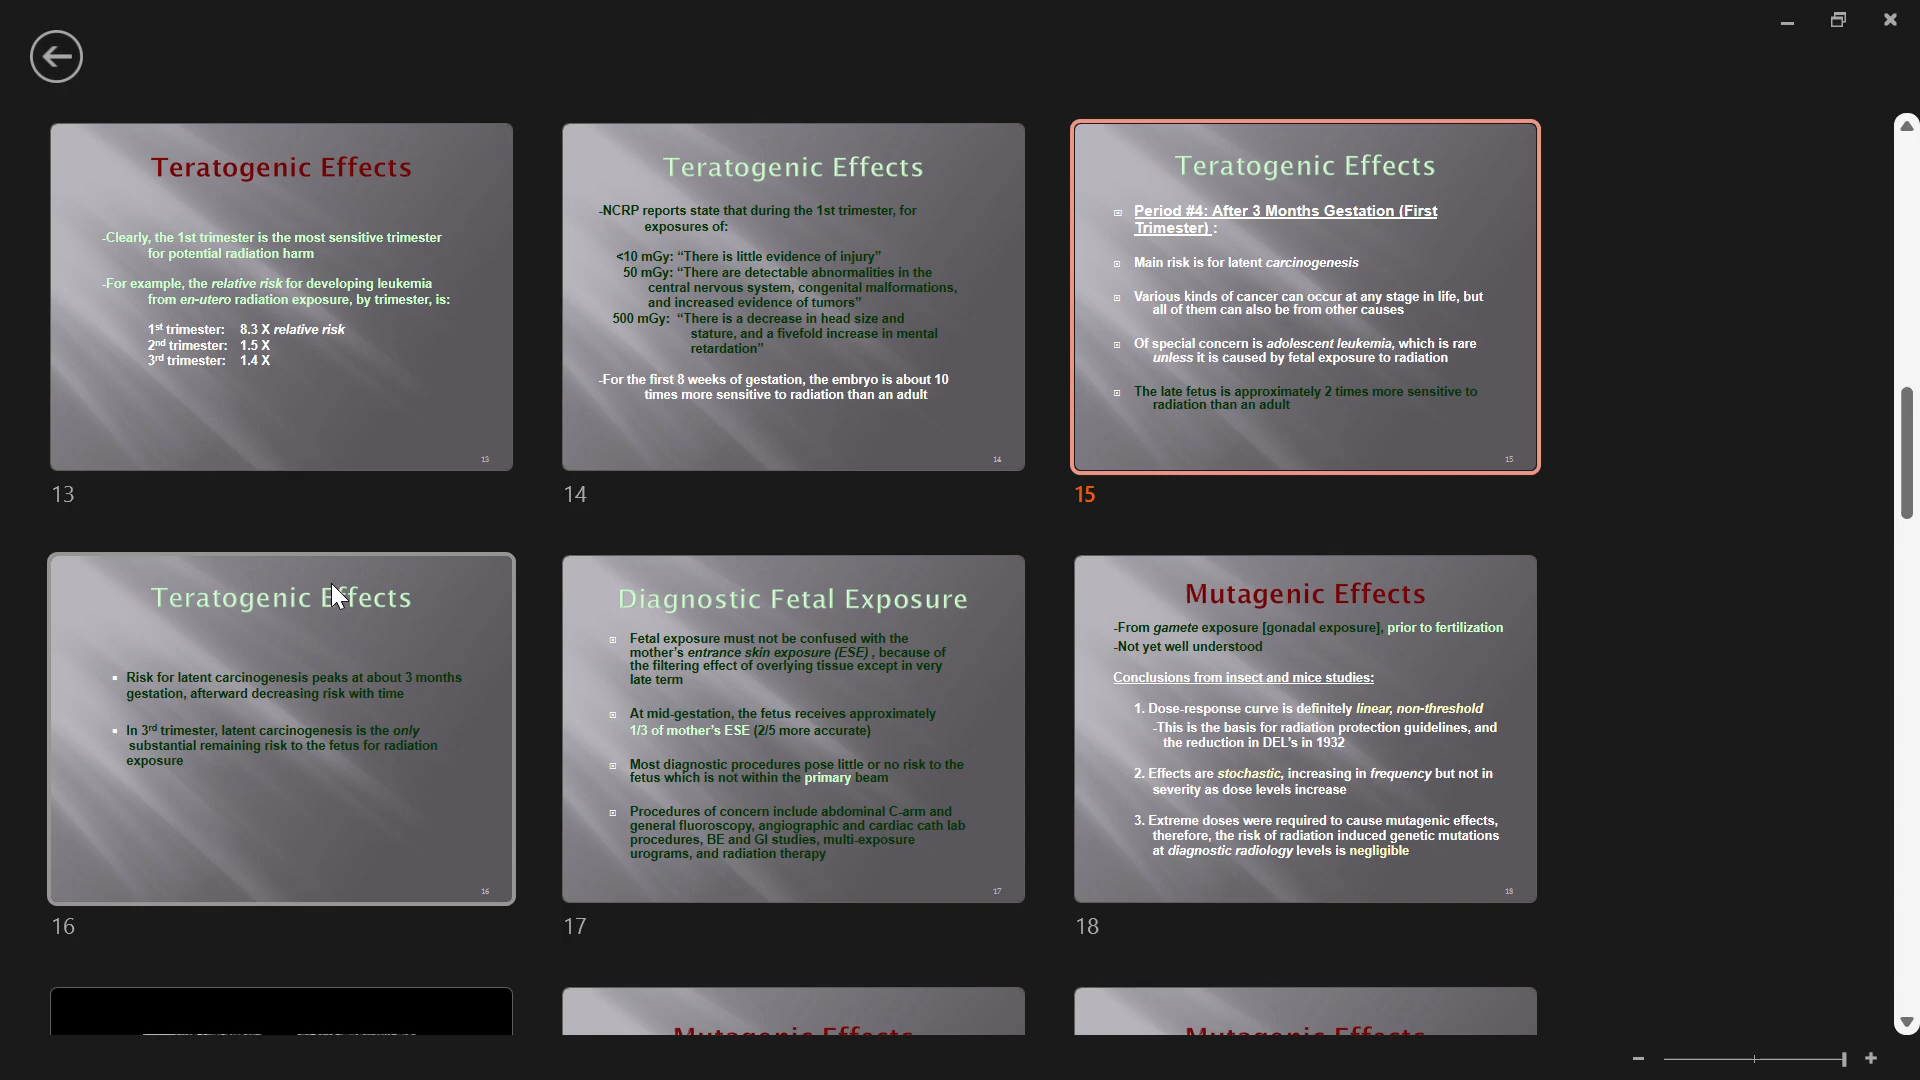 Teratogenic Effects
-Clearly, the 1st trimester is the most sensitive trimester
for potential radiation harm
-For example, the relative risk for developing leukemia
from en-utero radiation exposure, by trimester, is:
1st trimester: 8.3 X relative risk
2nd trimester: 1.5 X
3rd trimester: 1.4 X
13
13
Teratogenic Effects
-NCRP reports state that during the 1st trimester, for
exposures of:
<10 mGy: “There is little evidence of injury”
50 mGy: “There are detectable abnormalities in the
central nervous system, congenital malformations,
and increased evidence of tumors”
500 mGy: “There is a decrease in head size and
stature, and a fivefold increase in mental
retardation”
-For the first 8 weeks of gestation, the embryo is about 10
times more sensitive to radiation than an adult
14
14
Teratogenic Effects
Period #4: After 3 Months Gestation (First
Trimester) :
Main risk is for latent carcinogenesis
Various kinds of cancer can occur at any stage in life, but
all of them can also be from other causes
Of special concern is adolescent leukemia, which is rare
unless it is caused by fetal exposure to radiation
The late fetus is approximately 2 times more sensitive to
radiation than an adult
15
15
Teratogenic Effects
Risk for latent carcinogenesis peaks at about 3 months
gestation, afterward decreasing risk with time
In 3rd trimester, latent carcinogenesis is the only
substantial remaining risk to the fetus for radiation
exposure
16
16
Diagnostic Fetal Exposure
Fetal exposure must not be confused with the
mother’s entrance skin exposure (ESE) , because of
the filtering effect of overlying tissue except in very
late term
At mid-gestation, the fetus receives approximately
1/3 of mother’s ESE (2/5 more accurate)
Most diagnostic procedures pose little or no risk to the
fetus which is not within the primary beam
Procedures of concern include abdominal C-arm and
general fluoroscopy, angiographic and cardiac cath lab
procedures, BE and GI studies, multi-exposure
urograms, and radiation therapy
17
17
Mutagenic Effects
-From gamete exposure [gonadal exposure], prior to fertilization
-Not yet well understood
Conclusions from insect and mice studies:
1. Dose-response curve is definitely linear, non-threshold
-This is the basis for radiation protection guidelines, and
the reduction in DEL’s in 1932
2. Effects are stochastic, increasing in frequency but not in
severity as dose levels increase
3. Extreme doses were required to cause mutagenic effects,
therefore, the risk of radiation induced genetic mutations
at diagnostic radiology levels is negligible
18
18
Mutagenic Effects
Mutagenic Effects